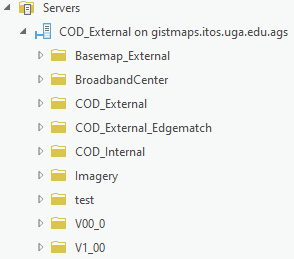 Servers
COD_External on gistmaps.itos.uga.edu.ags
Basemap_External
BroadbandCenter
COD_External
COD_External_Edgematch
COD_Internal
Imagery
test
V00_0
V1_00